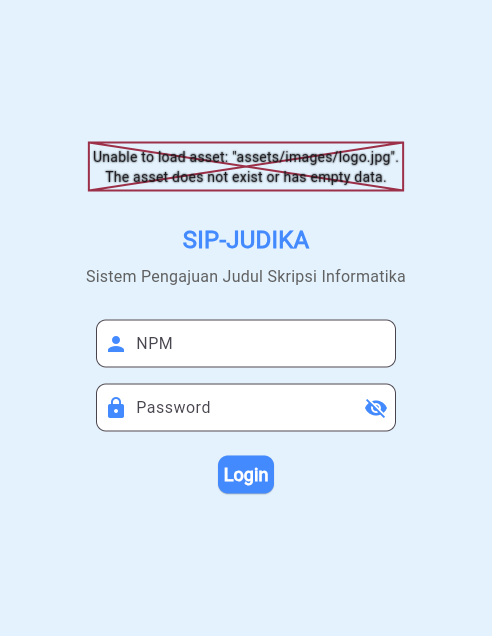 Unable to load asset: "assets/images/logo.jpg".
The asset does not exist or has empty data.
SIP-JUDIKA
Sistem Pengajuan Judul Skripsi Informatika
NPM
Password
Login